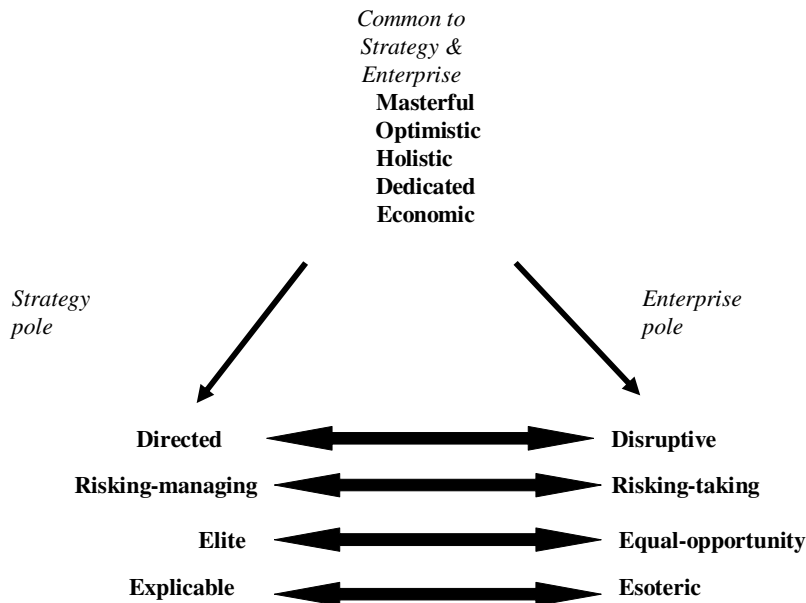 Common to
Strategy &
Enterprise
Masterful
Optimistic
Holistic
Dedicated
Economic
Strategy
pole
Enterprise
pole
Directed Disruptive
Risking-managing Risking-taking
Elite Equal-opportunity
Explicable Esoteric